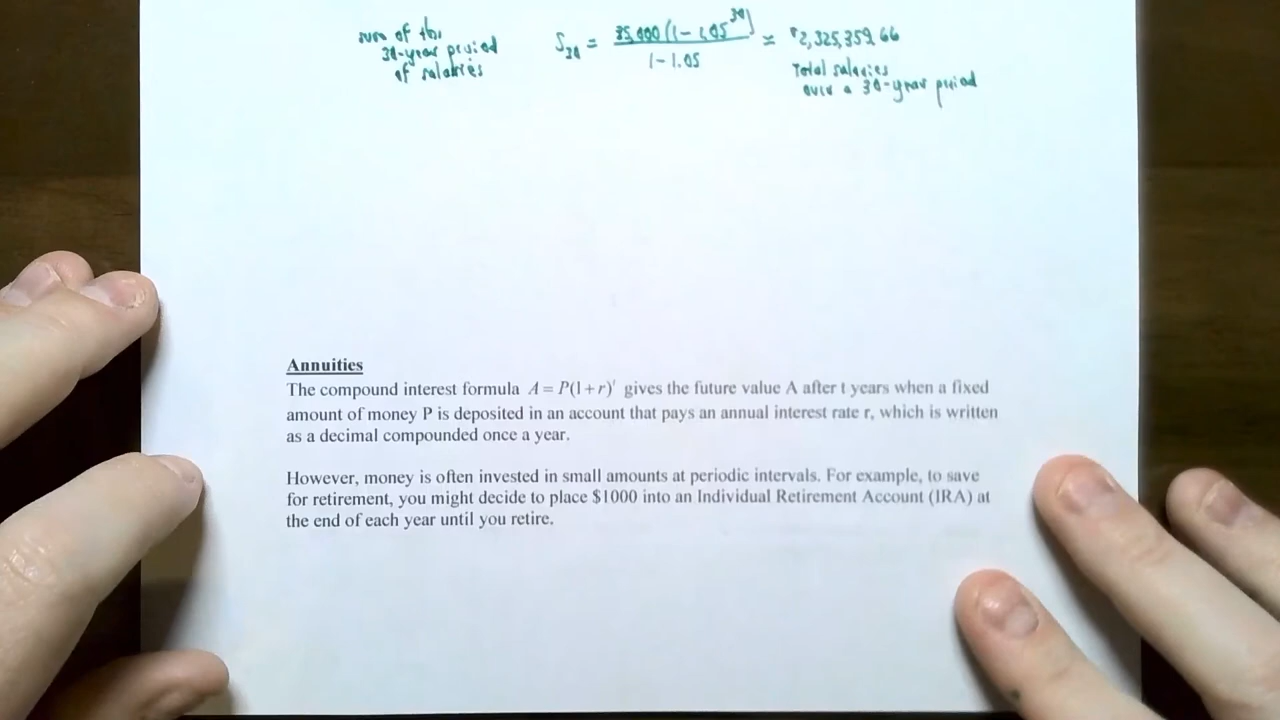 sum of the
30-year period
of salaries
S₃₀ = 35,000(1-1.05³⁰) / 1-1.05 ≈ $2,325,359.66
Total salaries
over a 30-year period
Annuities
The compound interest formula A = P(1+r)ᵗ gives the future value A after t years when a fixed
amount of money P is deposited in an account that pays an annual interest rate r, which is written
as a decimal compounded once a year.
However, money is often invested in small amounts at periodic intervals. For example, to save
for retirement, you might decide to place $1000 into an Individual Retirement Account (IRA) at
the end of each year until you retire.